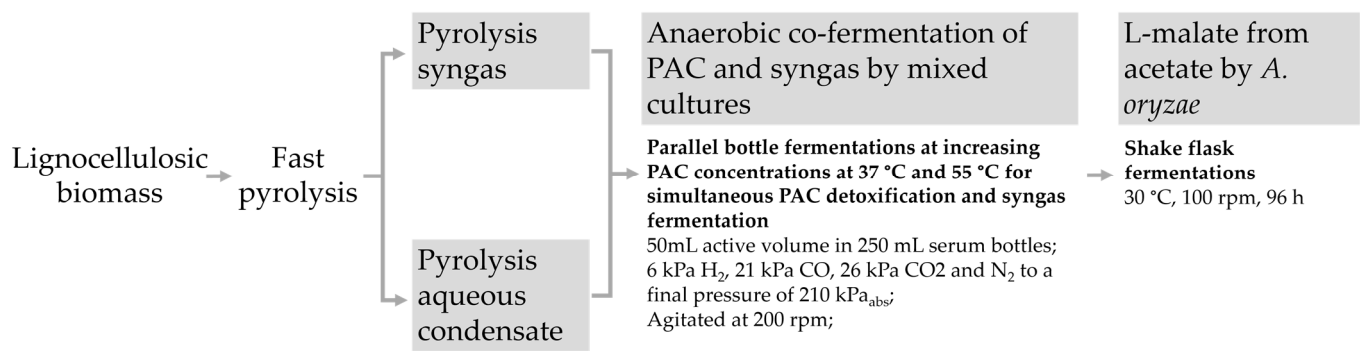 Lignocellulosic
biomass
Fast
pyrolysis
Pyrolysis
syngas
Pyrolysis
aqueous
condensate
Anaerobic co-fermentation of
PAC and syngas by mixed
cultures
Parallel bottle fermentations at increasing
PAC concentrations at 37 °C and 55 °C for
simultaneous PAC detoxification and syngas
fermentation
50mL active volume in 250 mL serum bottles;
6 kPa H₂, 21 kPa CO, 26 kPa CO2 and N₂ to a
final pressure of 210 kPaabs;
Agitated at 200 rpm;
L-malate from
acetate by A.
oryzae
Shake flask
fermentations
30 °C, 100 rpm, 96 h